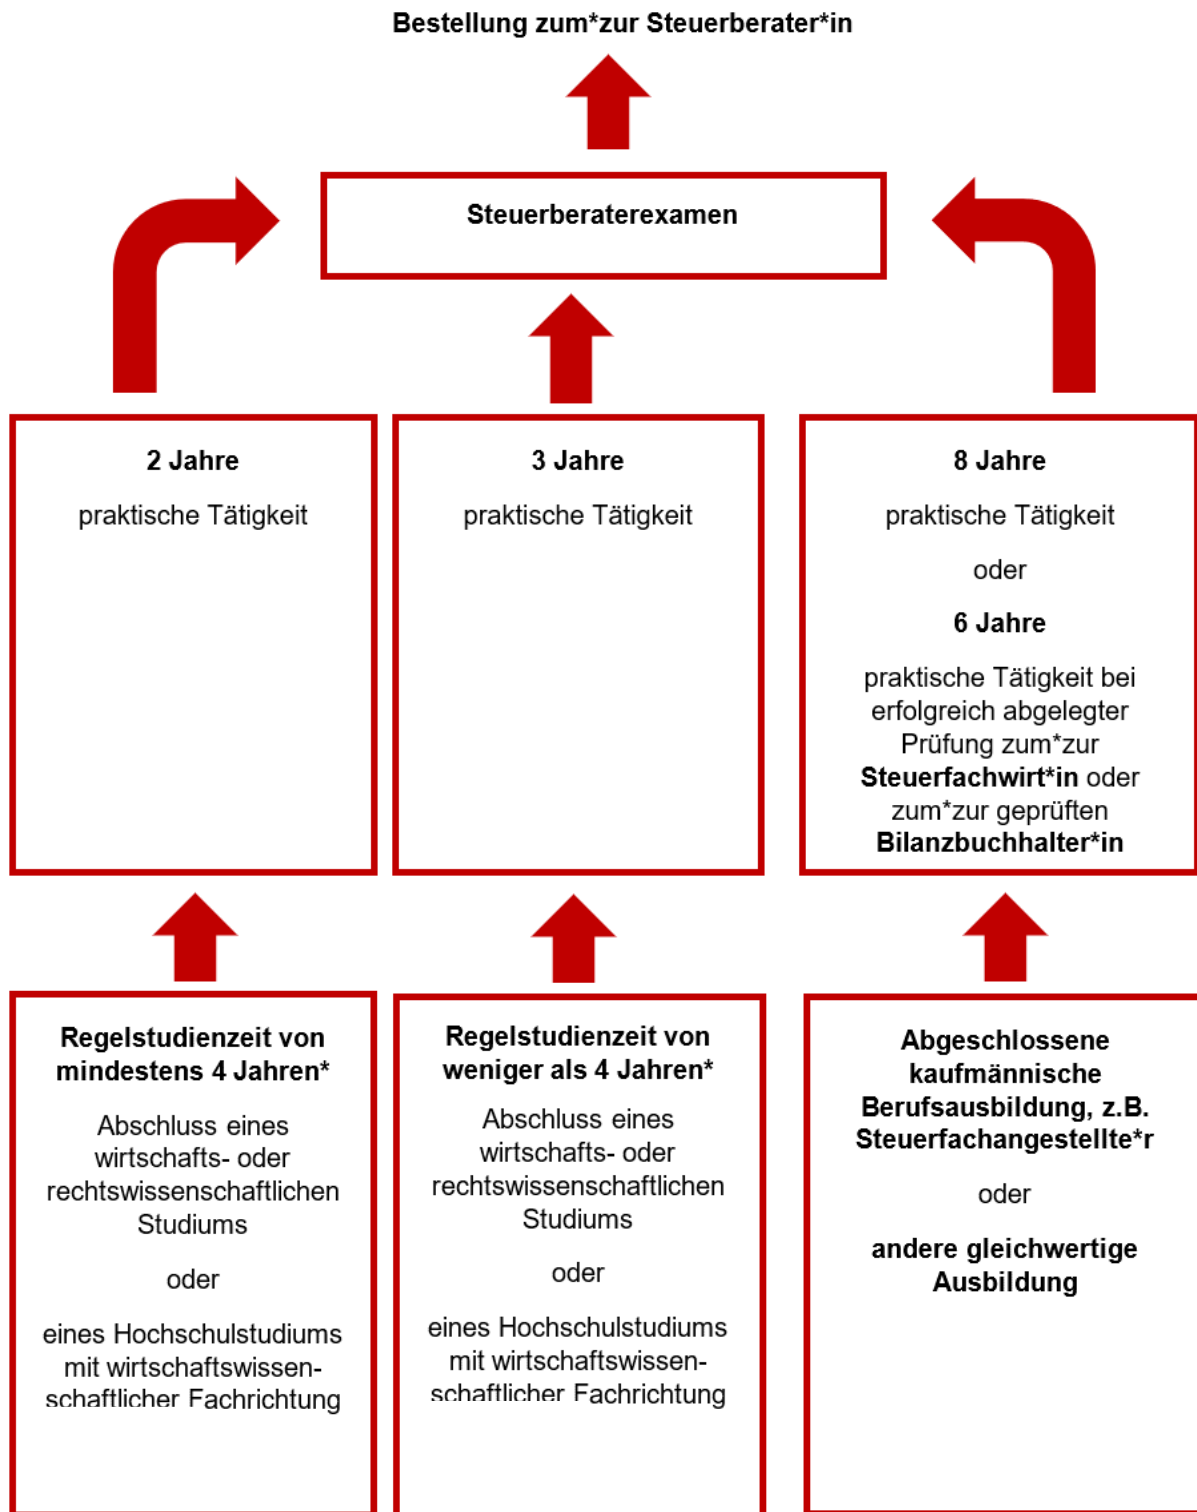 Bestellung zum*zur Steuerberater*in
Steuerberaterexamen
2 Jahre
praktische Tätigkeit
3 Jahre
praktische Tätigkeit
8 Jahre
praktische Tätigkeit
oder
6 Jahre
praktische Tätigkeit bei
erfolgreich abgelegter
Prüfung zum*zur
Steuerfachwirt*in oder
zum*zur geprüften
Bilanzbuchhalter*in
Regelstudienzeit von
mindestens 4 Jahren*
Abschluss eines
wirtschafts- oder
rechtswissenschaftlichen
Studiums
oder
eines Hochschulstudiums
mit wirtschaftswissen-
schaftlicher Fachrichtung
Regelstudienzeit von
weniger als 4 Jahren*
Abschluss eines
wirtschafts- oder
rechtswissenschaftlichen
Studiums
oder
eines Hochschulstudiums
mit wirtschaftswissen-
schaftlicher Fachrichtung
Abgeschlossene
kaufmännische
Berufsausbildung, z.B.
Steuerfachangestellte*r
oder
andere gleichwertige
Ausbildung